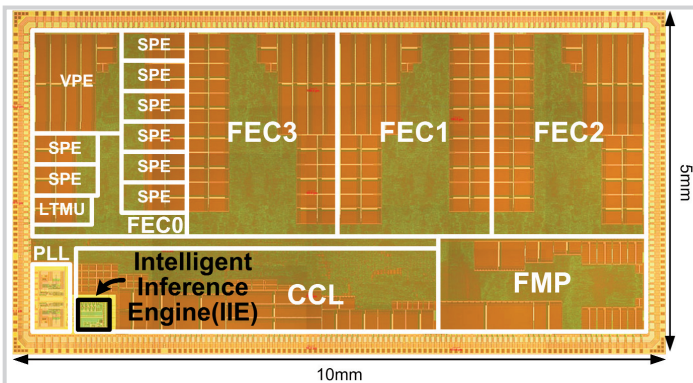 SPE
VPE
SPE
SPE
SPE
SPE
SPE
SPE
SPE
LTMU
FEC0
FEC3
FEC1
FEC2
5mm
PLL
Intelligent
Inference
Engine(IIE)
CCL
FMP
10mm